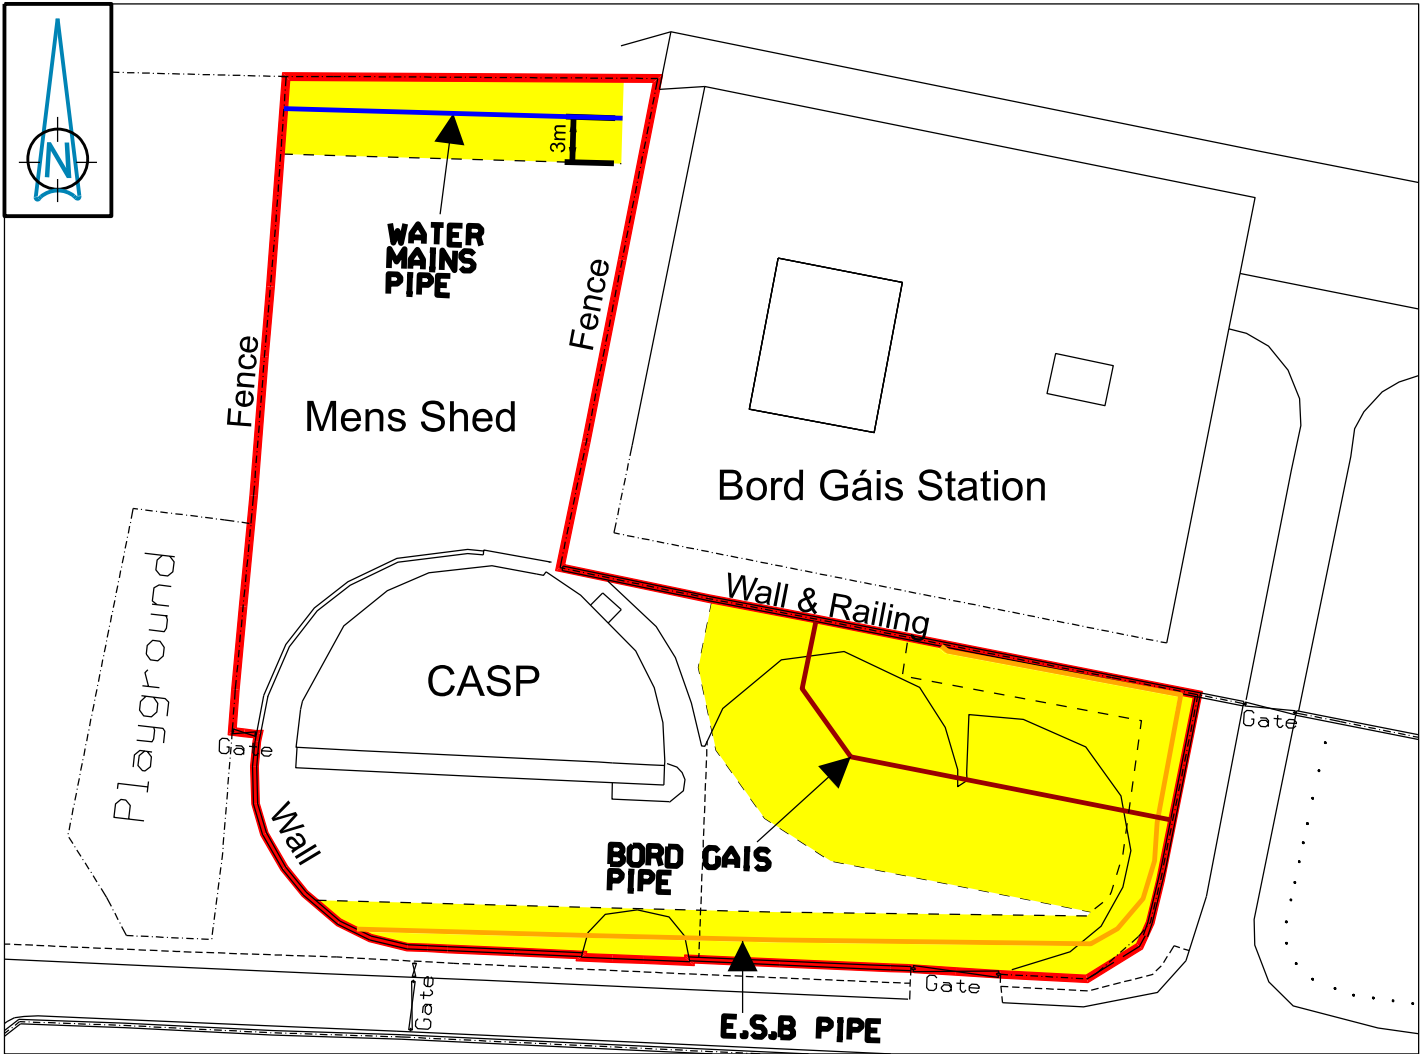 N
3m
WATER
MAINS
PIPE
Fence
Fence
Mens Shed
Bord Gáis Station
Playground
Wall & Railing
CASP
Gate
Gate
Wall
BORD GAIS
PIPE
Gate
Gate
E.S.B PIPE